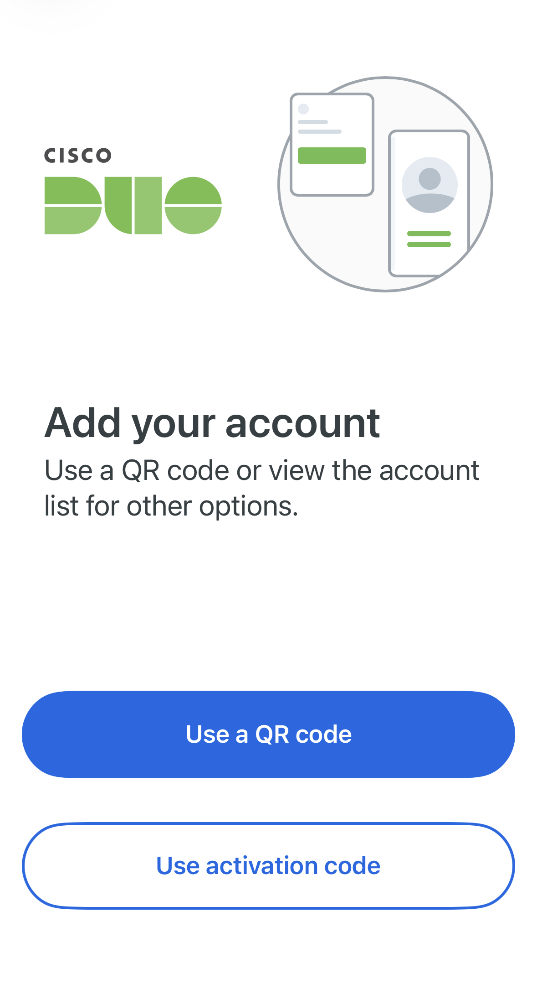 CISCO
DUO
Add your account
Use a QR code or view the account
list for other options.
Use a QR code
Use activation code